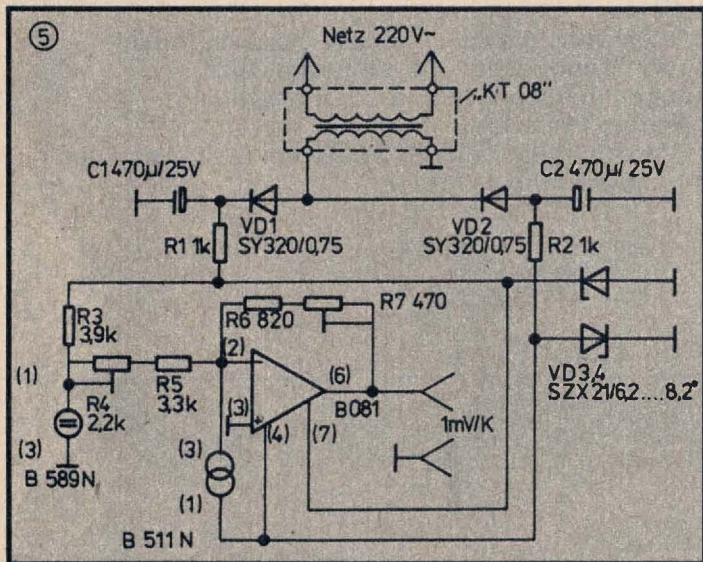 5
Netz 220V~
„KT 08"
C1 470µ/25V
C2 470µ/25V
VD1
SY320/0,75
VD2
SY320/0,75
R1 1k
R2 1k
R3
3,9k
R6 820
R7 470
(1)
R4
2,2k
R5
3,3k
(2)
(3)
(4)
(6)
(7)
B081
1mV/K
VD3,4
SZX 21/6,2....8,2*
(3)
B 589N
(3)
(1)
B 511 N